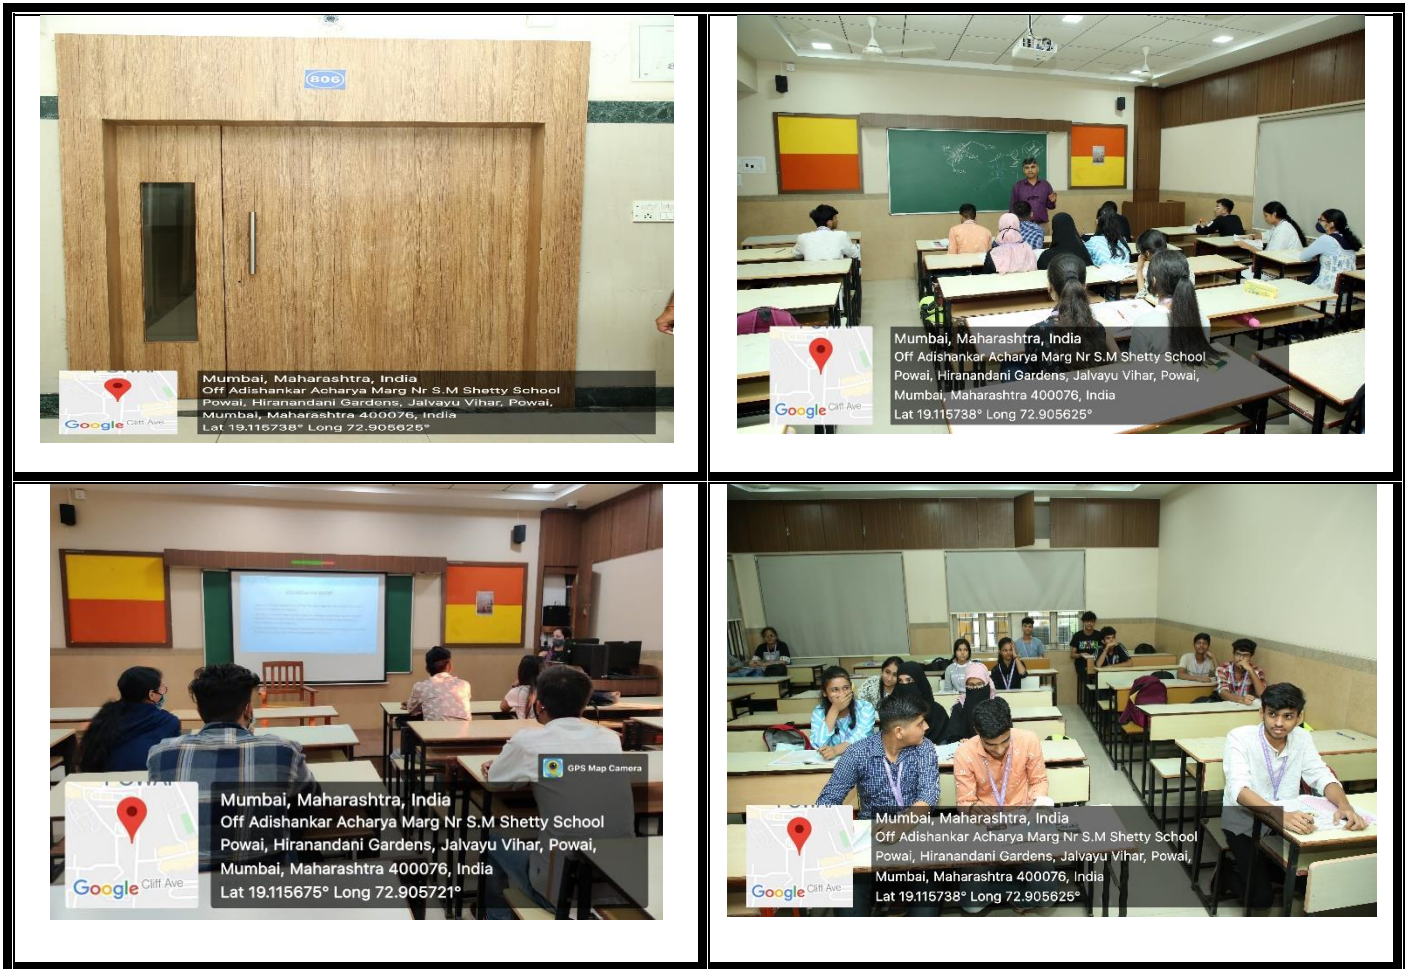 806
Mumbai, Maharashtra, India
Off Adishankar Acharya Marg Nr S.M Shetty School
Powai, Hiranandani Gardens, Jalvayu Vihar, Powai,
Mumbai, Maharashtra 400076, India
Lat 19.115738° Long 72.905625°
Google Cliff Ave
Mumbai, Maharashtra, India
Off Adishankar Acharya Marg Nr S.M Shetty School
Powai, Hiranandani Gardens, Jalvayu Vihar, Powai,
Mumbai, Maharashtra 400076, India
Lat 19.115738° Long 72.905625°
Google Cliff Ave
GPS Map Camera
POWAI
Mumbai, Maharashtra, India
Off Adishankar Acharya Marg Nr S.M Shetty School
Powai, Hiranandani Gardens, Jalvayu Vihar, Powai,
Mumbai, Maharashtra 400076, India
Lat 19.115675° Long 72.905721°
Google Cliff Ave
Mumbai, Maharashtra, India
Off Adishankar Acharya Marg Nr S.M Shetty School
Powai, Hiranandani Gardens, Jalvayu Vihar, Powai,
Mumbai, Maharashtra 400076, India
Lat 19.115738° Long 72.905625°
Google Cliff Ave